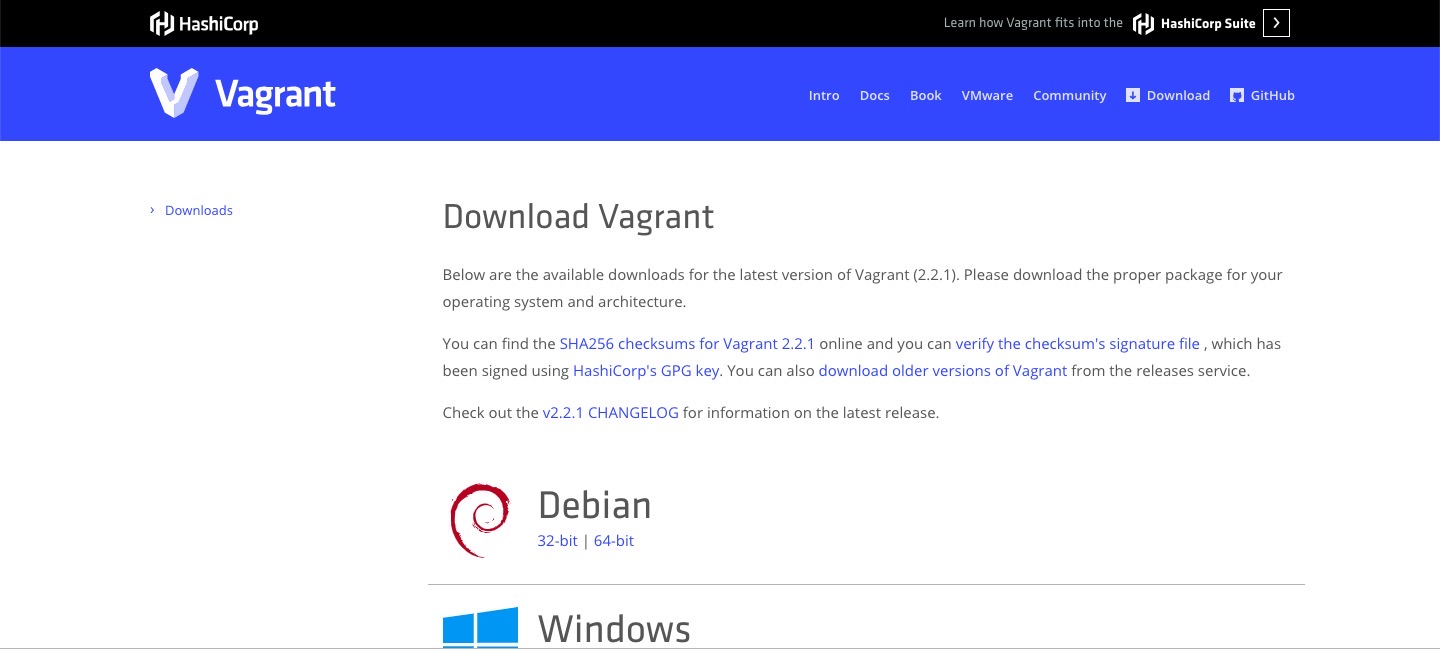 HashiCorp
Learn how Vagrant fits into the HashiCorp Suite
Vagrant
Intro Docs Book VMware Community Download GitHub
Downloads
Download Vagrant
Below are the available downloads for the latest version of Vagrant (2.2.1). Please download the proper package for your
operating system and architecture.
You can find the SHA256 checksums for Vagrant 2.2.1 online and you can verify the checksum's signature file , which has
been signed using HashiCorp's GPG key. You can also download older versions of Vagrant from the releases service.
Check out the v2.2.1 CHANGELOG for information on the latest release.
Debian
32-bit | 64-bit
Windows